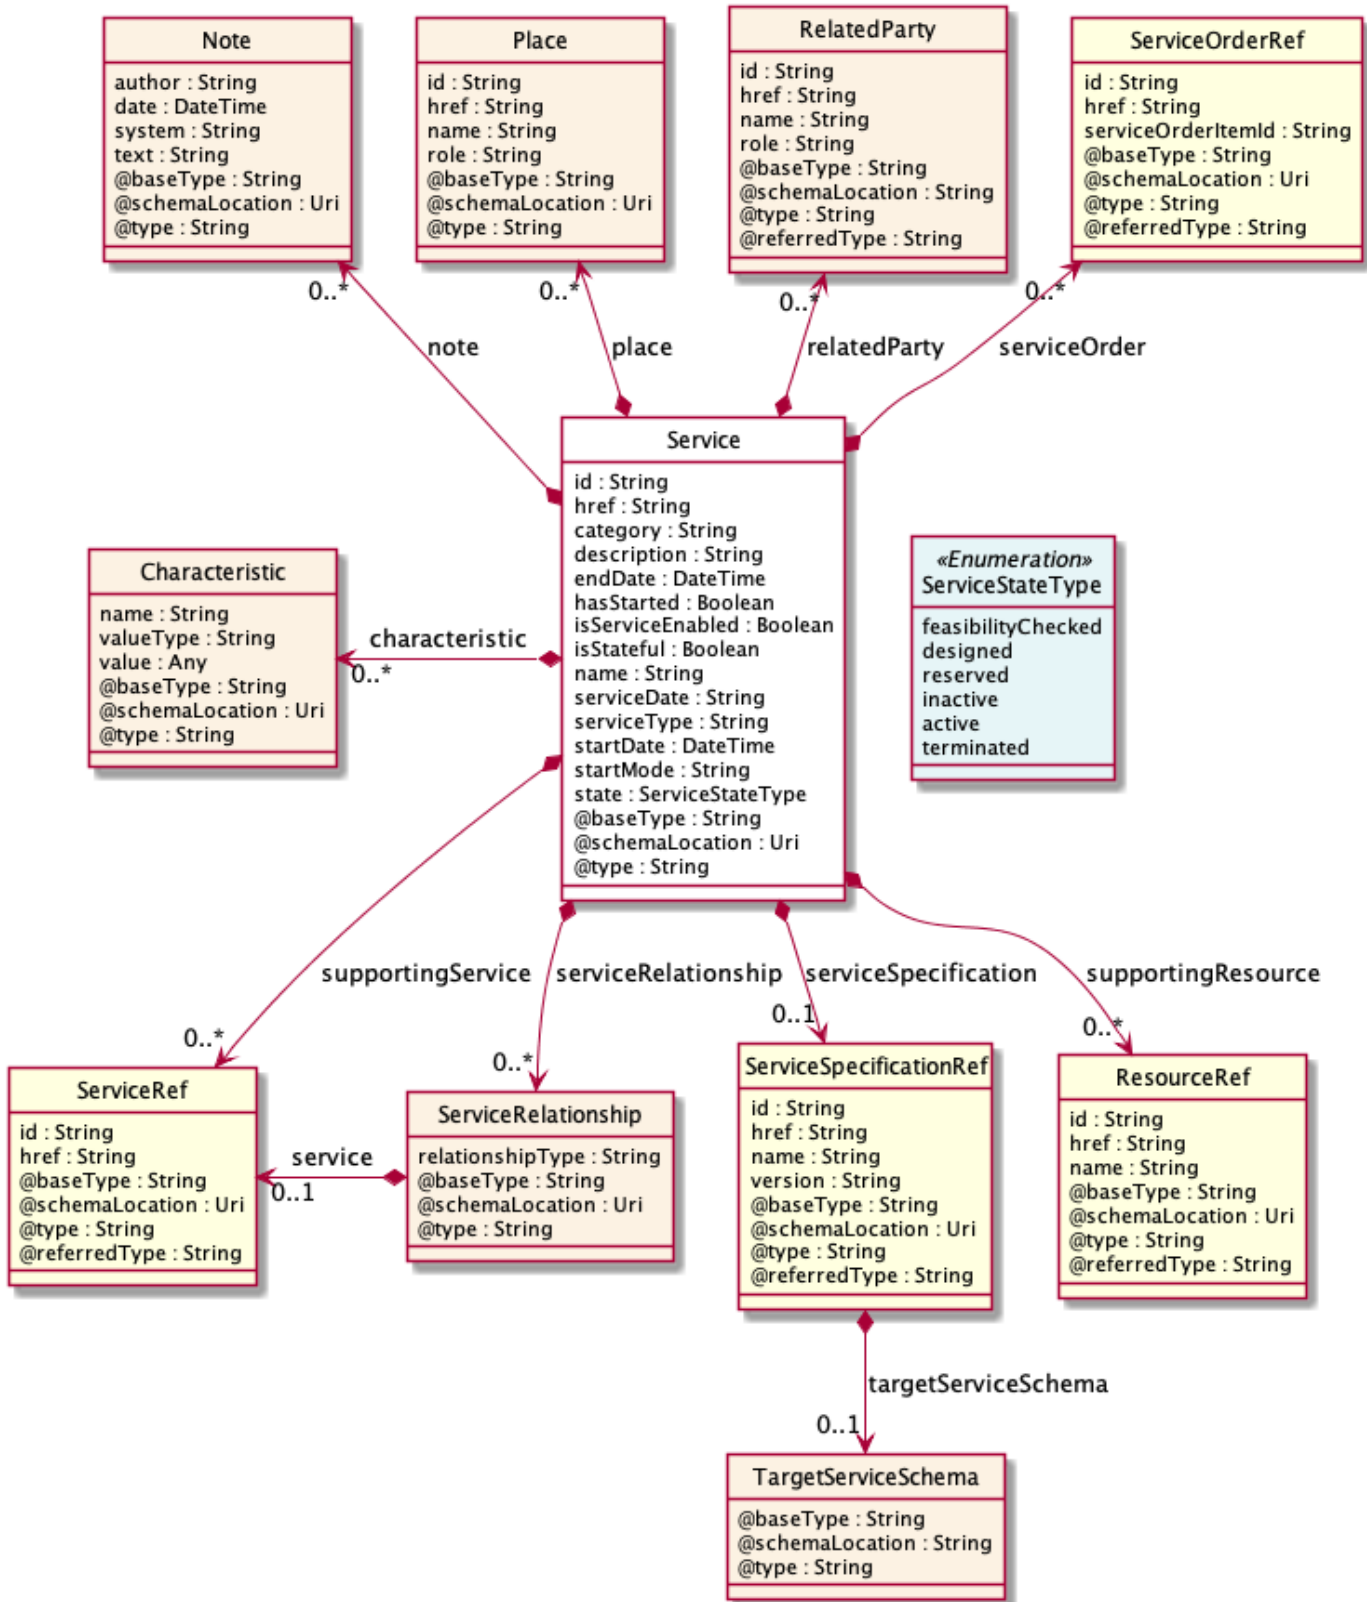 Note
author : String
date : DateTime
system : String
text : String
@baseType : String
@schemaLocation : Uri
@type : String
Place
id : String
href : String
name : String
role : String
@baseType : String
@schemaLocation : Uri
@type : String
RelatedParty
id : String
href : String
name : String
role : String
@baseType : String
@schemaLocation : String
@type : String
@referredType : String
ServiceOrderRef
id : String
href : String
serviceOrderItemId : String
@baseType : String
@schemaLocation : Uri
@type : String
@referredType : String
0..*
0..*
0..*
0..*
note
place
relatedParty
serviceOrder
Service
id : String
href : String
category : String
description : String
endDate : DateTime
hasStarted : Boolean
isServiceEnabled : Boolean
isStateful : Boolean
name : String
serviceDate : String
serviceType : String
startDate : DateTime
startMode : String
state : ServiceStateType
@baseType : String
@schemaLocation : Uri
@type : String
Characteristic
name : String
valueType : String
value : Any
@baseType : String
@schemaLocation : Uri
@type : String
characteristic
0..*
«Enumeration»
ServiceStateType
feasibilityChecked
designed
reserved
inactive
active
terminated
supportingService
serviceRelationship
serviceSpecification
supportingResource
0..*
0..*
0..1
0..*
ServiceRef
id : String
href : String
@baseType : String
@schemaLocation : Uri
@type : String
@referredType : String
service
0..1
ServiceRelationship
relationshipType : String
@baseType : String
@schemaLocation : Uri
@type : String
ServiceSpecificationRef
id : String
href : String
name : String
version : String
@baseType : String
@schemaLocation : Uri
@type : String
@referredType : String
ResourceRef
id : String
href : String
name : String
@baseType : String
@schemaLocation : Uri
@type : String
@referredType : String
targetServiceSchema
0..1
TargetServiceSchema
@baseType : String
@schemaLocation : String
@type : String